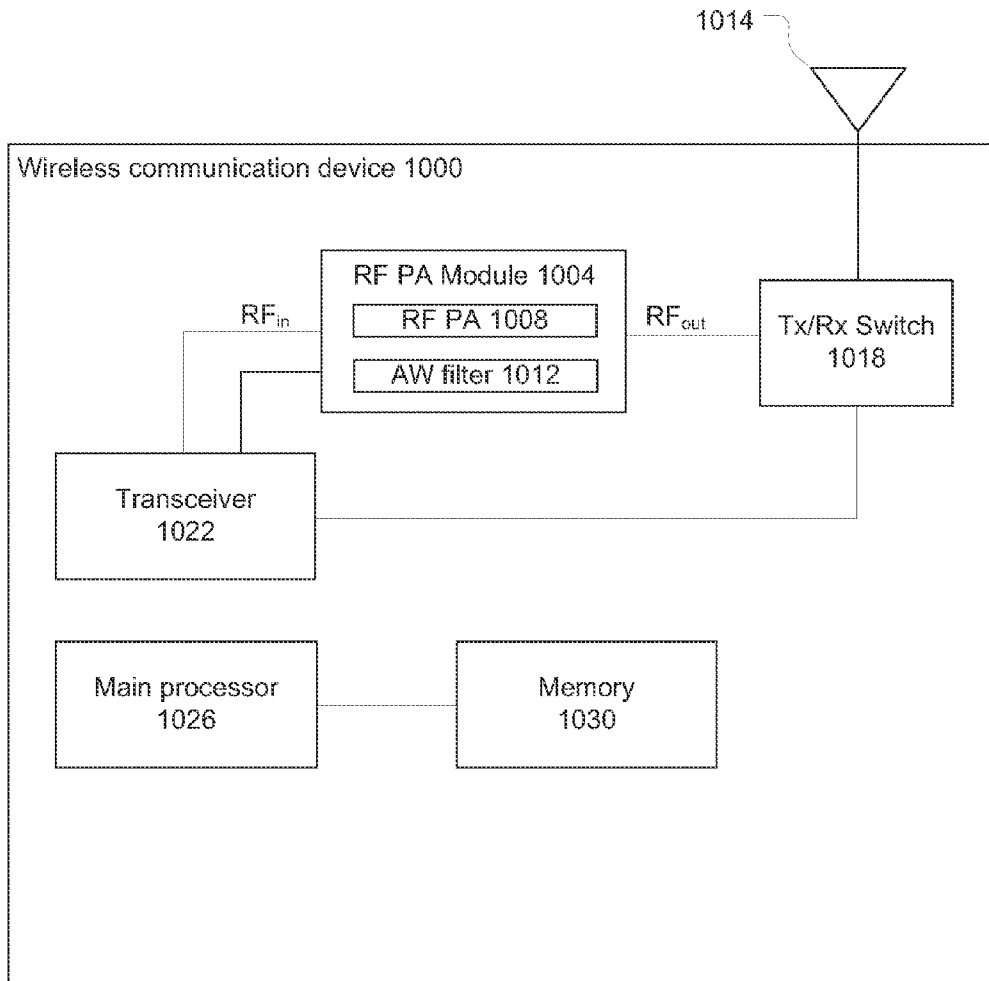 1014
Wireless communication device 1000
RF PA Module 1004
RF PA 1008
AW filter 1012
RFin
RFout
Tx/Rx Switch
1018
Transceiver
1022
Main processor
1026
Memory
1030